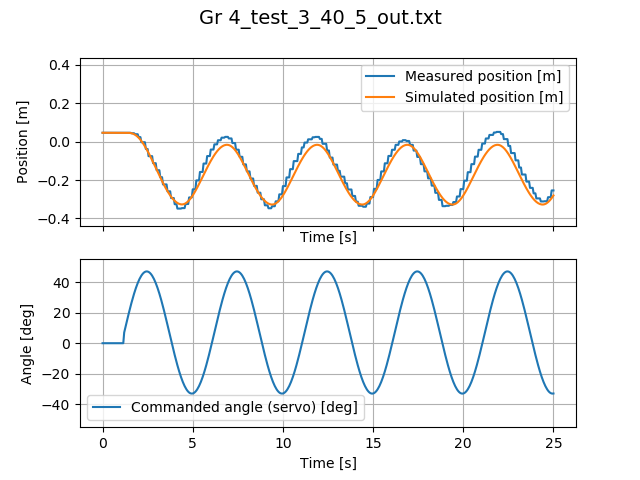 Gr 4_test_3_40_5_out.txt
0.4
0.2
0.0
−0.2
−0.4
Position [m]
Measured position [m]
Simulated position [m]
Time [s]
40
20
0
−20
−40
Angle [deg]
Commanded angle (servo) [deg]
0
5
10
15
20
25
Time [s]